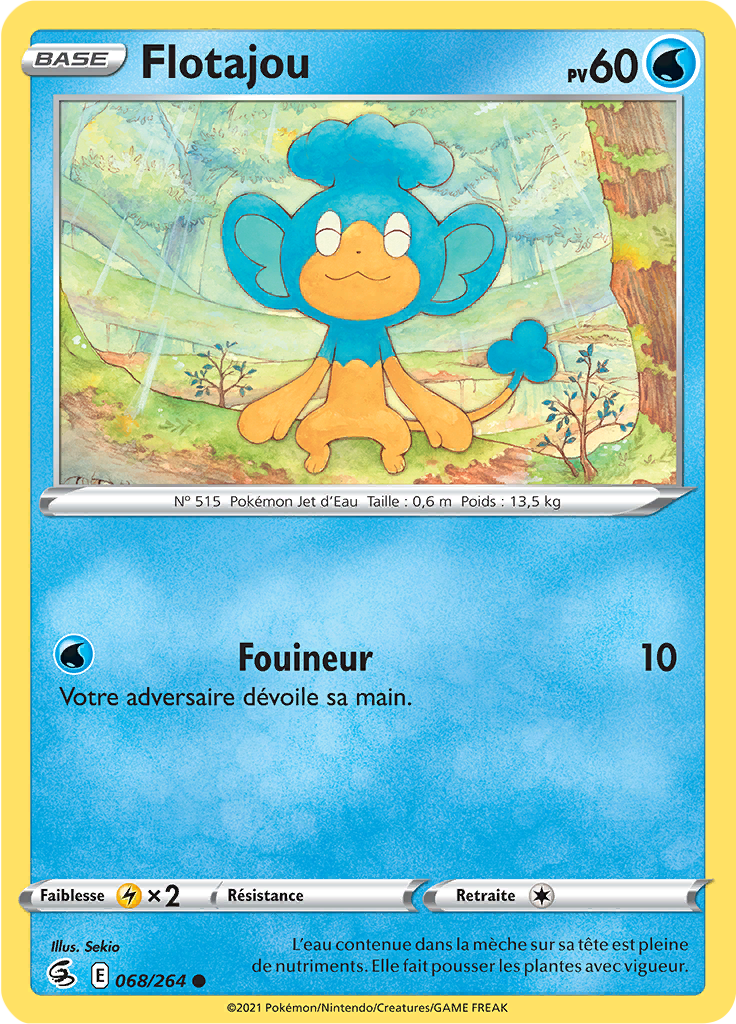 BASE Flotajou PV 60
Nº 515 Pokémon Jet d'Eau Taille : 0,6 m Poids : 13,5 kg
Fouineur 10
Votre adversaire dévoile sa main.
Faiblesse ×2 Résistance Retraite
Illus. Sekio
L'eau contenue dans la mèche sur sa tête est pleine
de nutriments. Elle fait pousser les plantes avec vigueur.
E 068/264
©2021 Pokémon/Nintendo/Creatures/GAME FREAK